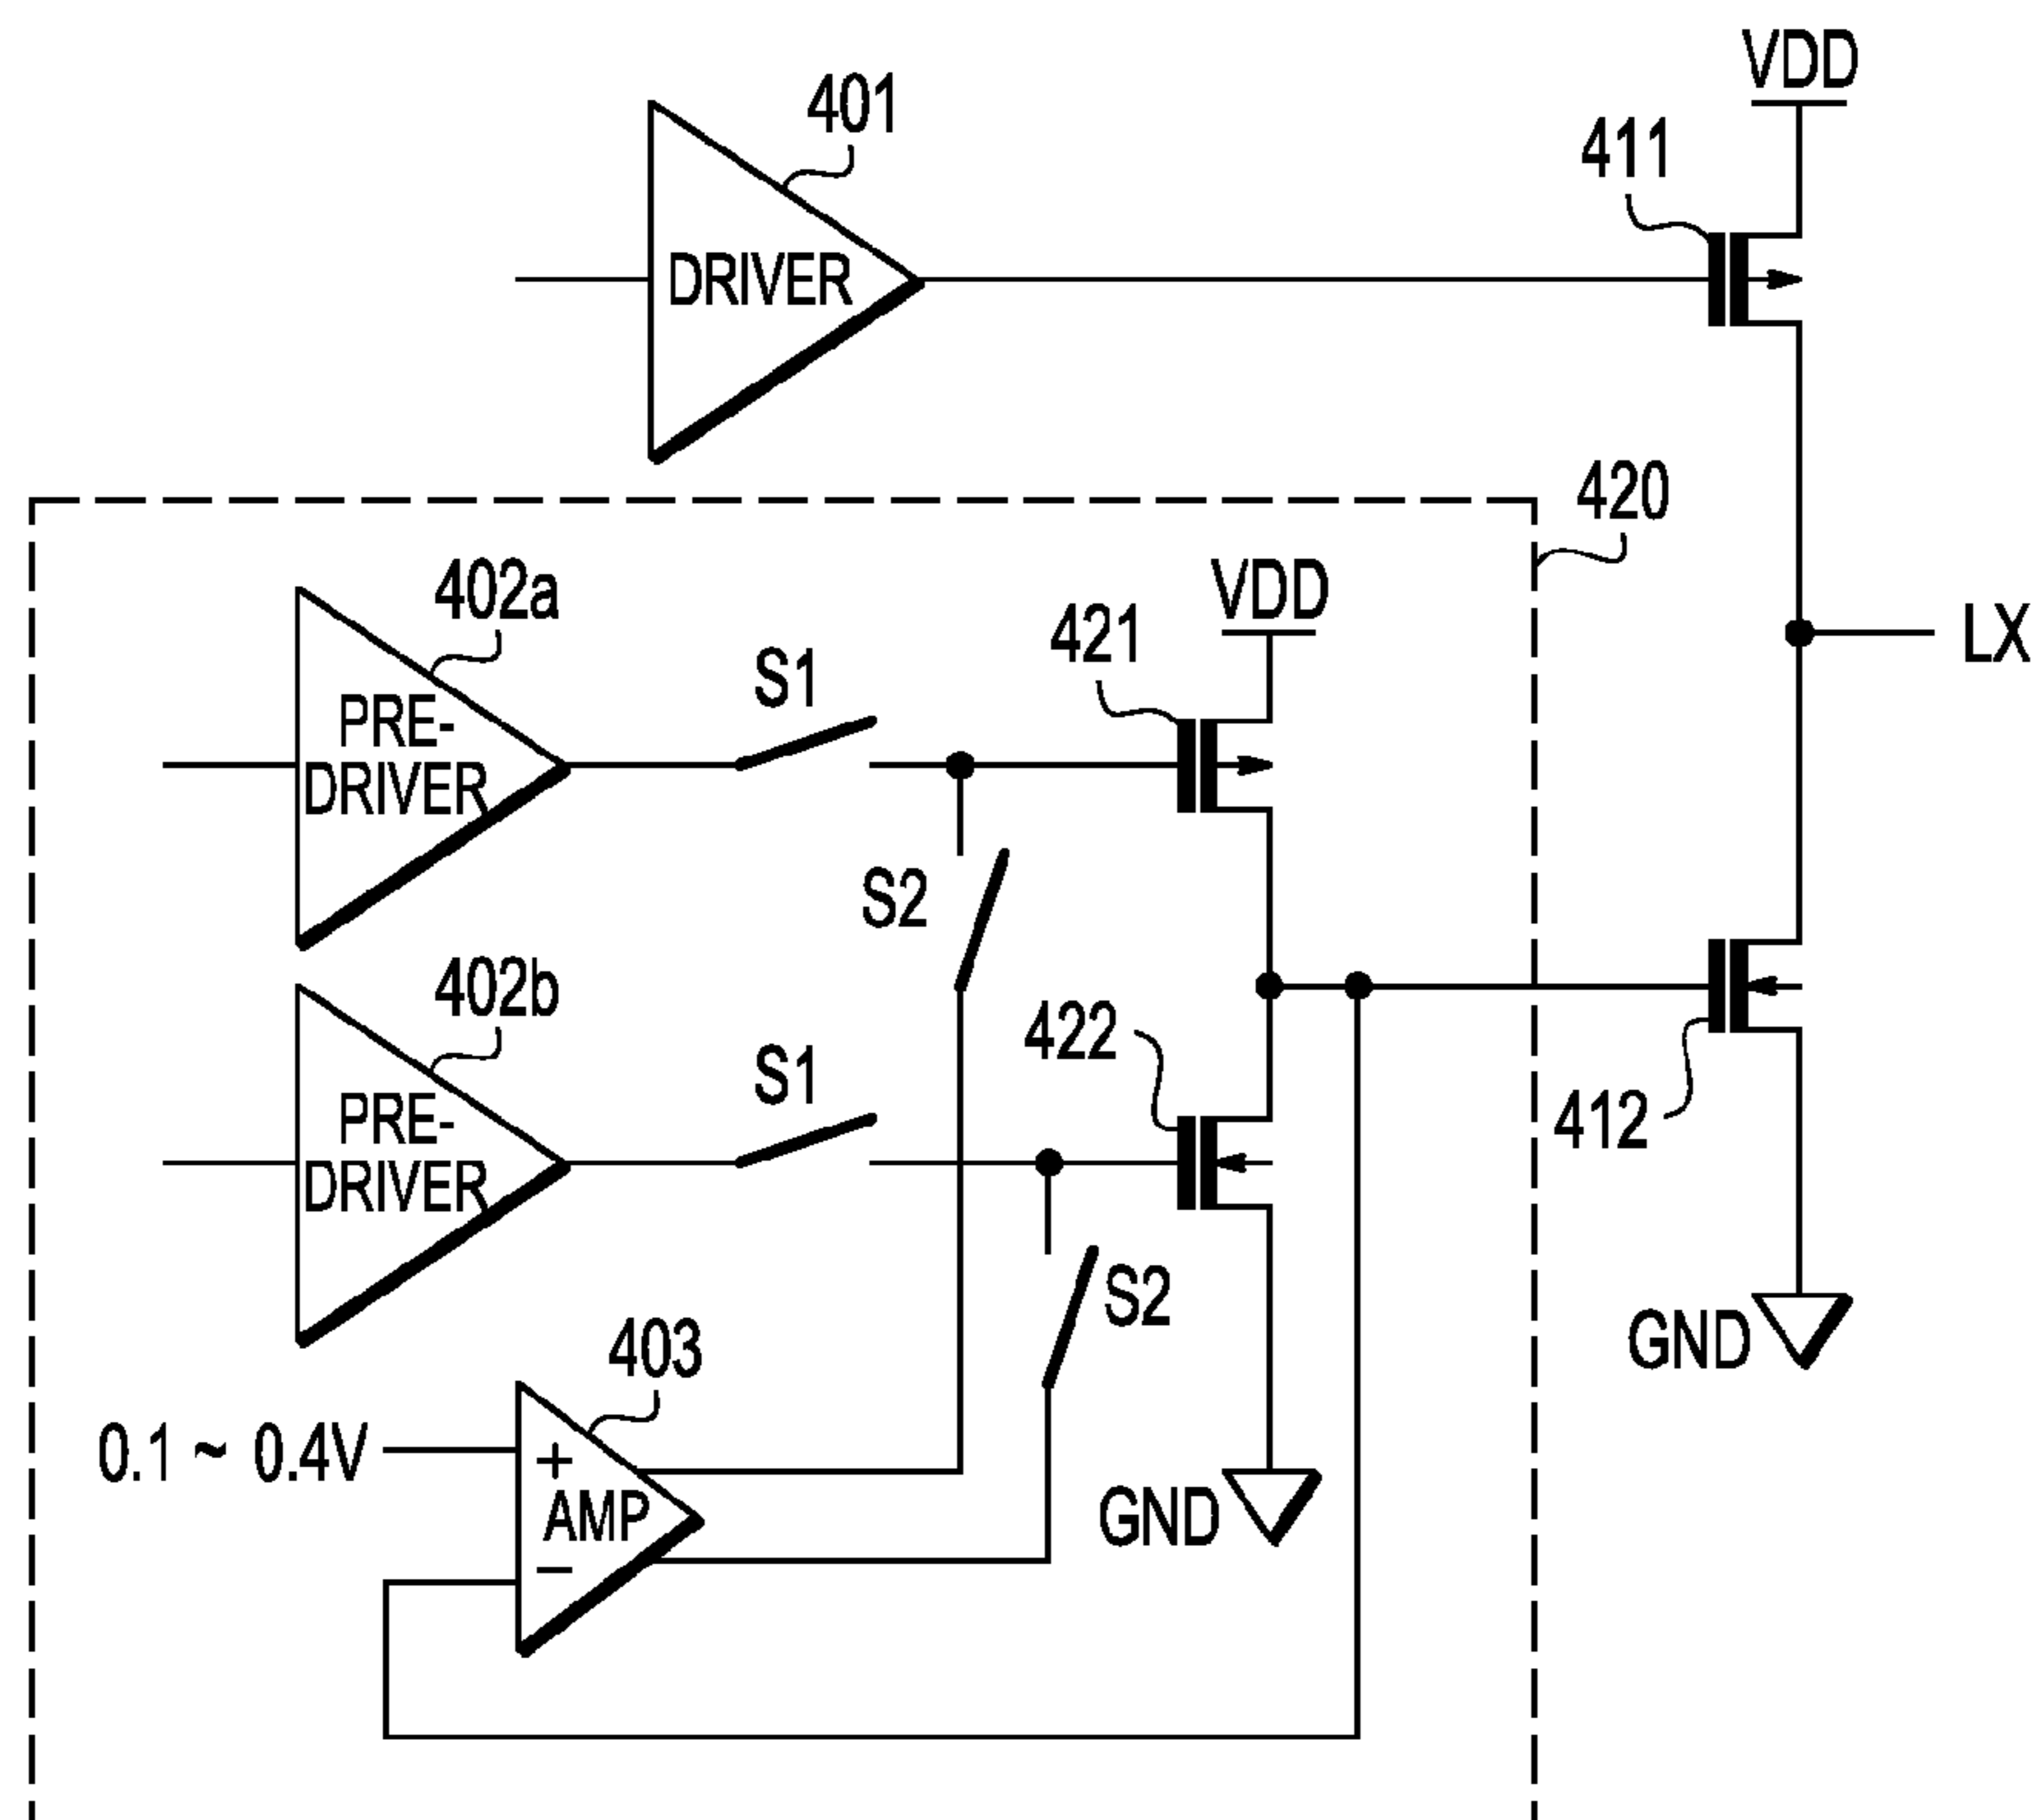 VDD
401
411
DRIVER
420
402a
VDD
421
S1
LX
PRE-
DRIVER
S2
402b
422
S1
412
PRE-
DRIVER
S2
403
GND
0.1 ~ 0.4V
+
AMP
GND
−